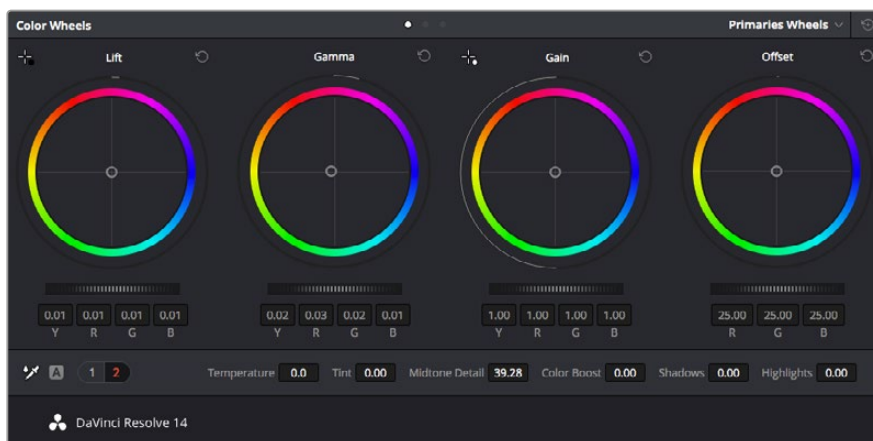 Color Wheels Primaries Wheels
Lift Gamma Gain Offset
0.01 0.01 0.01 0.01 0.02 0.03 0.02 0.01 1.00 1.00 1.00 1.00 25.00 25.00 25.00
Y R G B Y R G B Y R G B R G B
A 1 2 Temperature 0.0 Tint 0.00 Midtone Detail 39.28 Color Boost 0.00 Shadows 0.00 Highlights 0.00
DaVinci Resolve 14